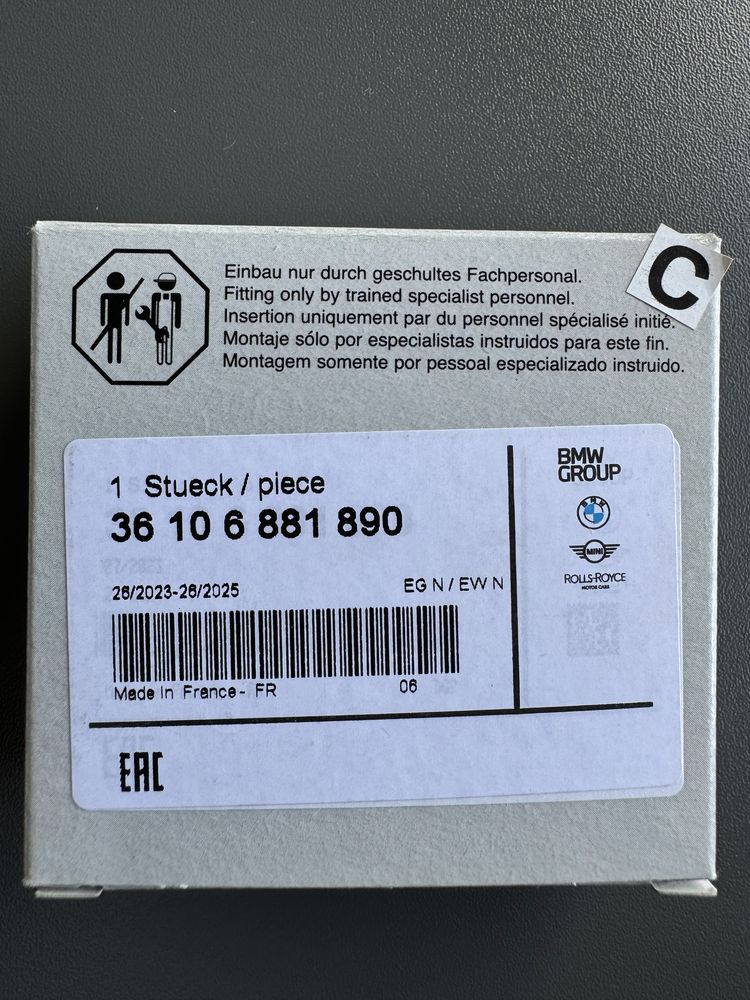 Einbau nur durch geschultes Fachpersonal.
Fitting only by trained specialist personnel.
Insertion uniquement par du personnel spécialisé initié.
Montaje sólo por especialistas instruidos para este fin.
Montagem somente por pessoal especializado instruido.
C
1 Stueck / piece
36 10 6 881 890
26/2023-26/2025
EG N / EW N
Made In France- FR
06
EAC
BMW
GROUP
BMW
MINI
ROLLS-ROYCE
MOTOR CARS